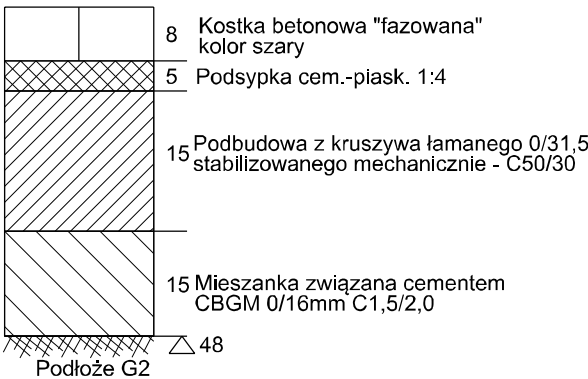 8 Kostka betonowa "fazowana"
kolor szary
5 Podsypka cem.-piask. 1:4
15 Podbudowa z kruszywa łamanego 0/31,5
stabilizowanego mechanicznie - C50/30
15 Mieszanka związana cementem
CBGM 0/16mm C1,5/2,0
48
Podłoże G2